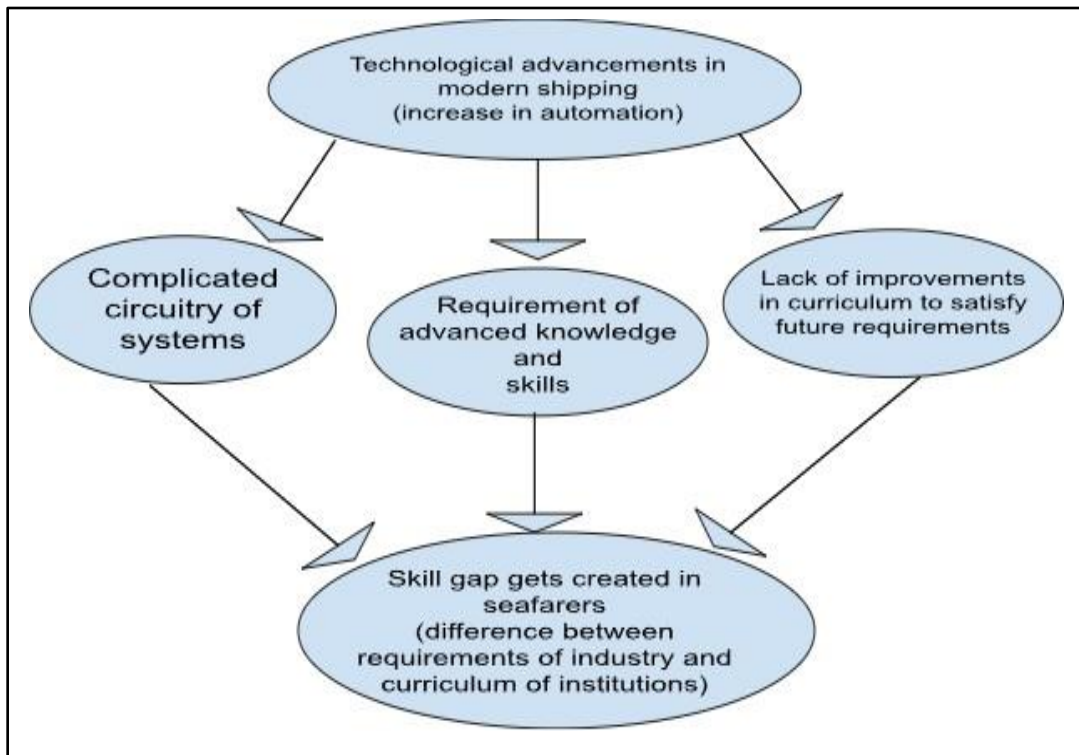 Technological advancements in
modern shipping
(increase in automation)
Complicated
circuitry of
systems
Requirement of
advanced knowledge
and
skills
Lack of improvements
in curriculum to satisfy
future requirements
Skill gap gets created in
seafarers
(difference between
requirements of industry and
curriculum of institutions)